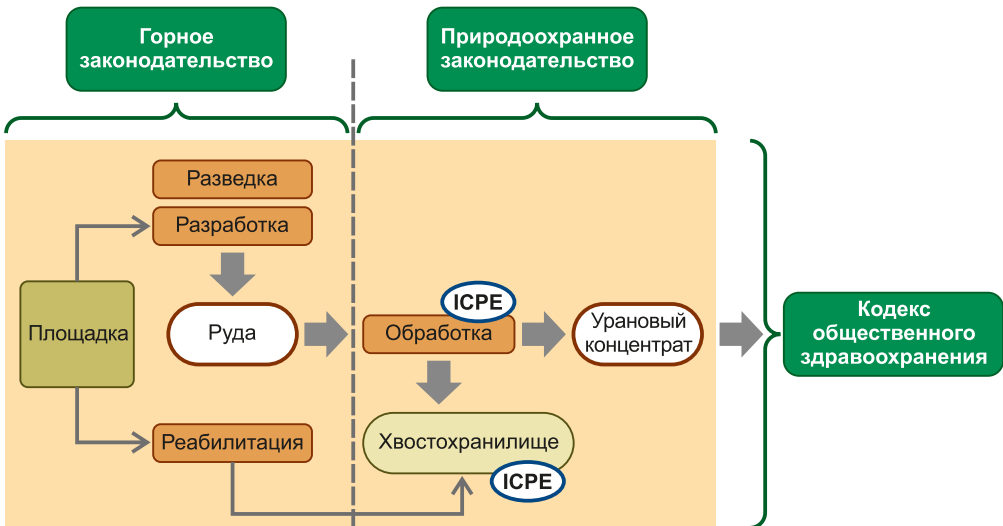 Горное
законодательство
Природоохранное
законодательство
Разведка
Разработка
ICPE
Площадка
Руда
Обработка
Урановый
концентрат
Кодекс
общественного
здравоохранения
Реабилитация
Хвостохранилище
ICPE